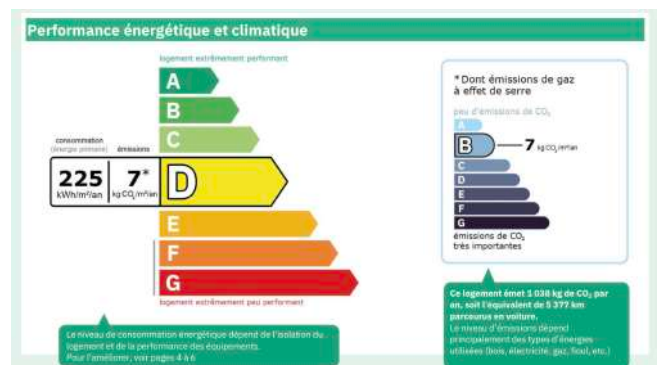 Performance énergétique et climatique
logement extrêmement performant
A
B
C
consommation
(énergie primaire)
émissions
225
kWh/m²/an
7*
kg CO₂/m²/an
D
E
F
G
logement extrêmement peu performant
Le niveau de consommation énergétique dépend de l'isolation du
logement et de la performance des équipements.
Pour l'améliorer, voir pages 4 à 6
*Dont émissions de gaz
à effet de serre
peu d'émissions de CO₂
A
B
7 kg CO₂/m²/an
C
D
E
F
G
émissions de CO₂
très importantes
Ce logement émet 1 038 kg de CO₂ par
an, soit l'équivalent de 5 377 km
parcourus en voiture.
Le niveau d'émissions dépend
principalement des types d'énergies
utilisées (bois, électricité, gaz, fioul, etc.)